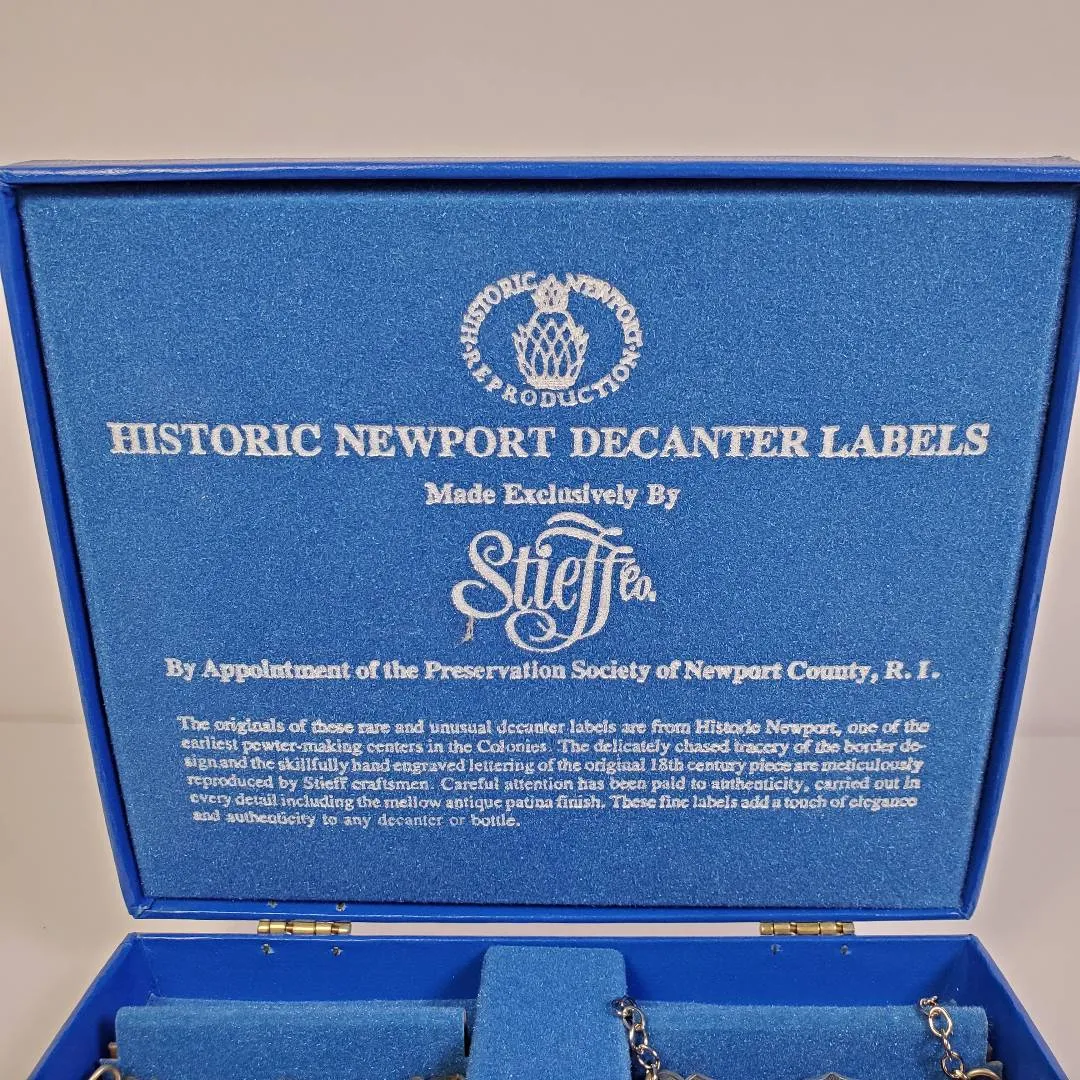 HISTORIC NEWPORT
REPRODUCTION
HISTORIC NEWPORT DECANTER LABELS
Made Exclusively By
Stieff Co.
By Appointment of the Preservation Society of Newport County, R. I.
The originals of these rare and unusual decanter labels are from Historic Newport, one of the
earliest pewter-making centers in the Colonies. The delicately chased tracery of the border de-
sign and the skillfully hand engraved lettering of the original 18th century piece are meticulously
reproduced by Stieff craftsmen. Careful attention has been paid to authenticity, carried out in
every detail including the mellow antique patina finish. These fine labels add a touch of elegance
and authenticity to any decanter or bottle.